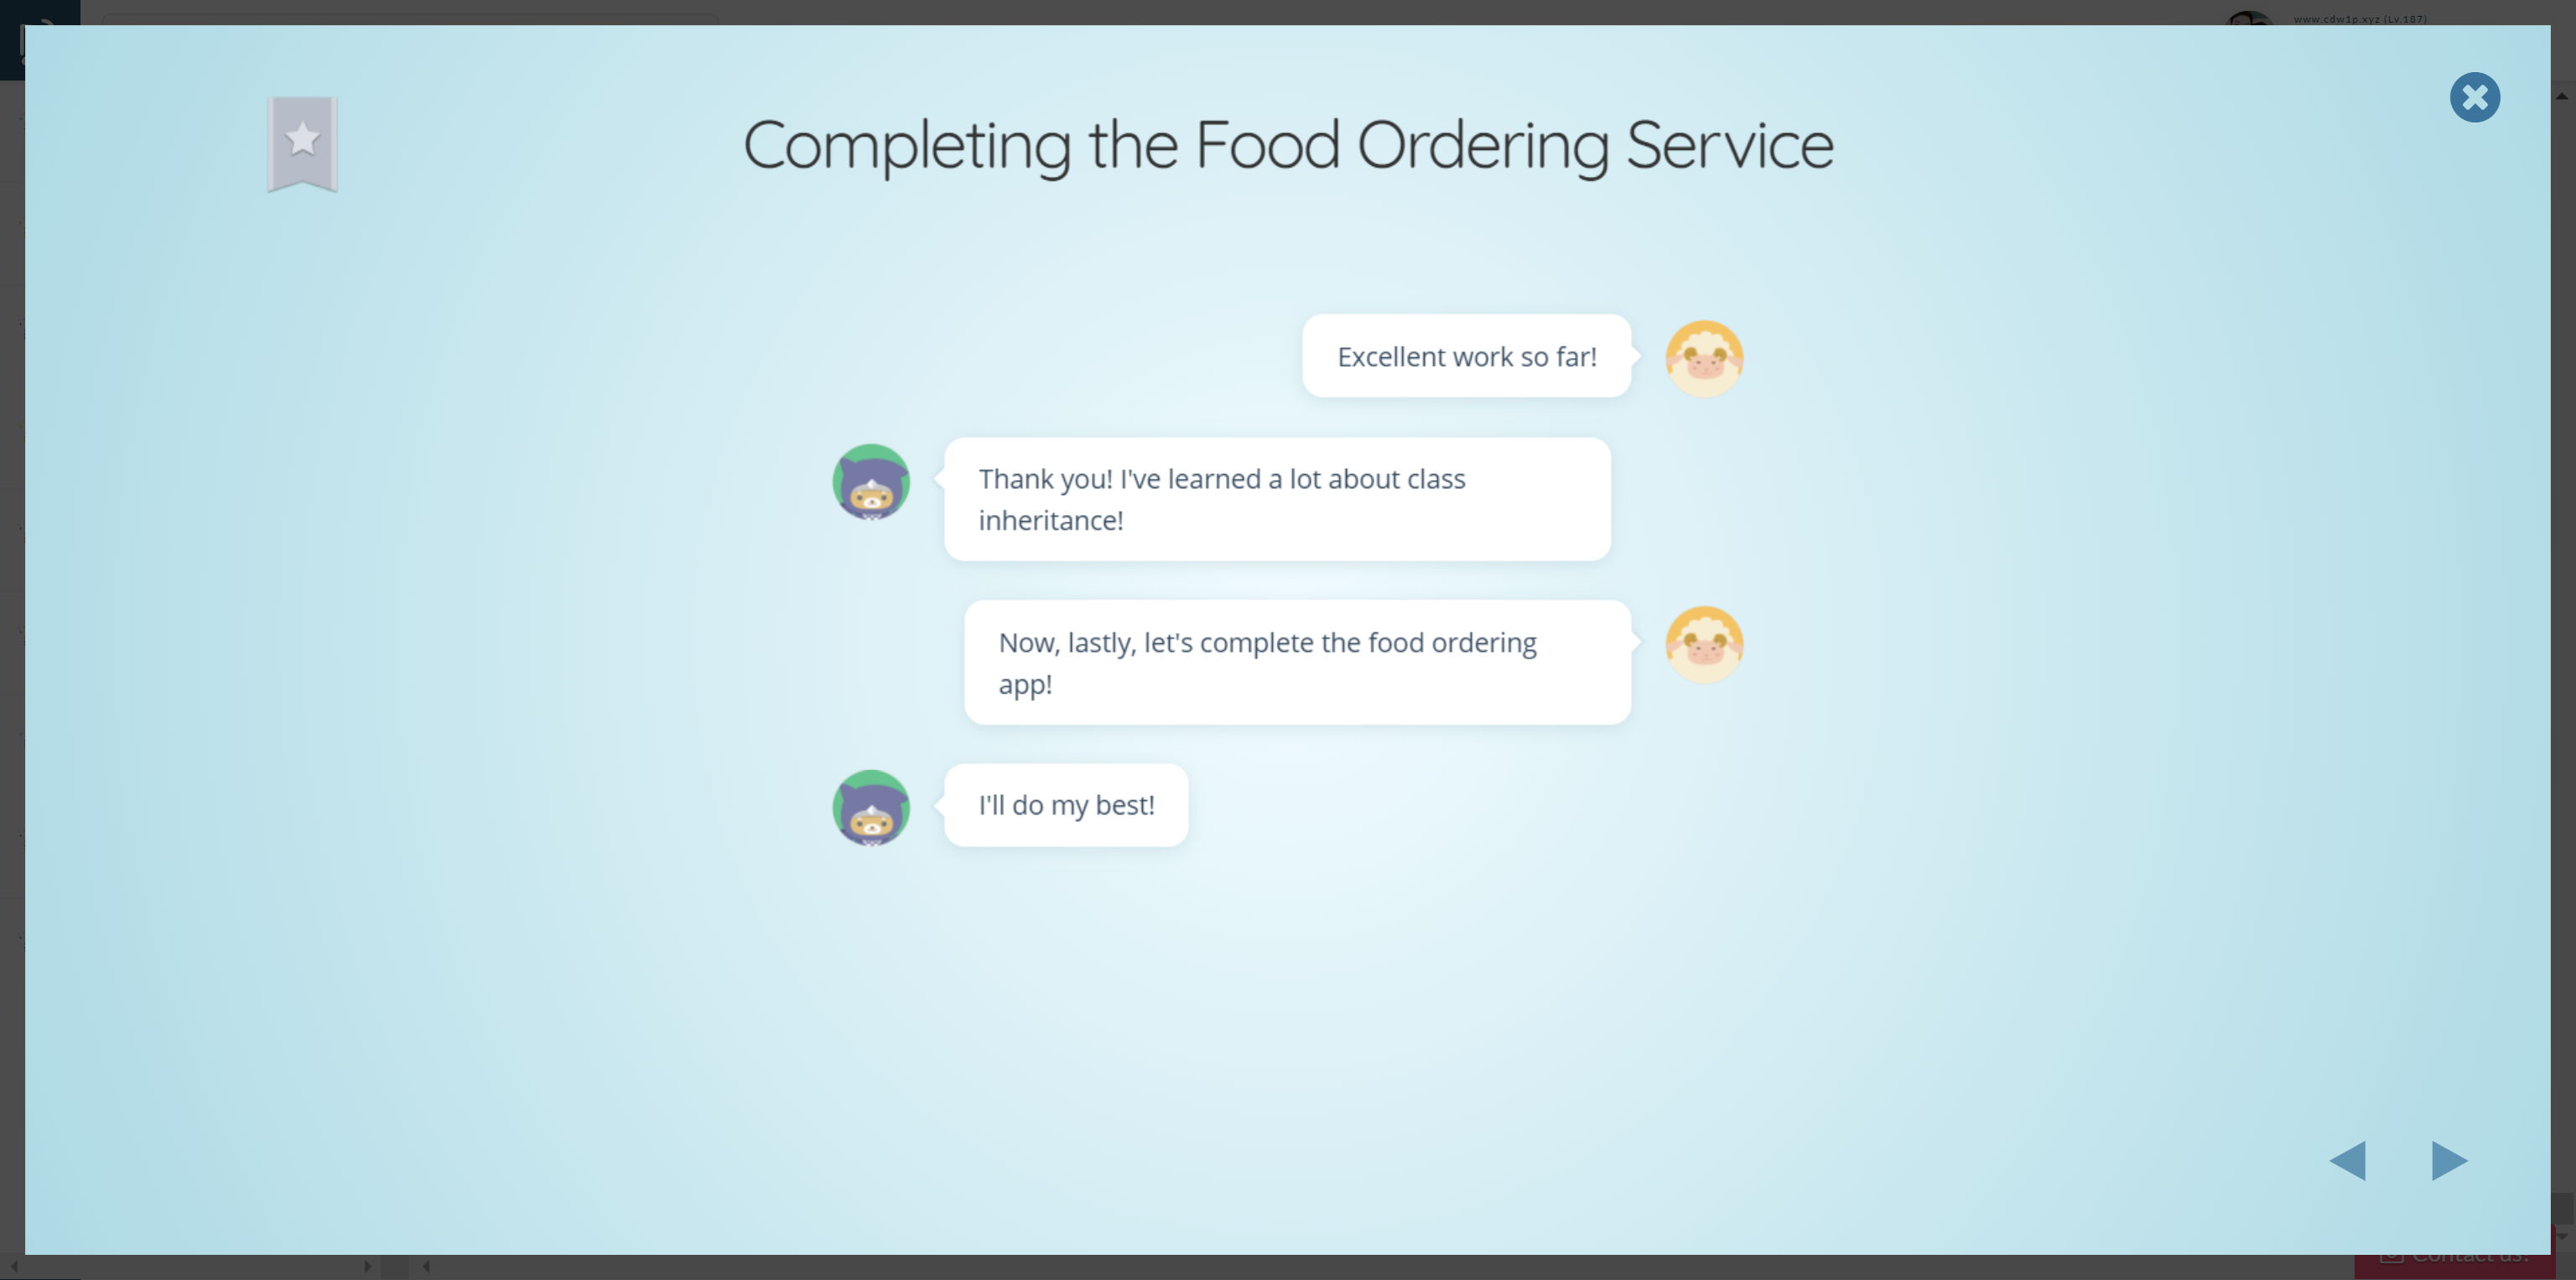 www.cdw1p.xyz (Lv.187)
Completing the Food Ordering Service
Excellent work so far!
Thank you! I've learned a lot about class
inheritance!
Now, lastly, let's complete the food ordering
app!
I'll do my best!
Contact us!